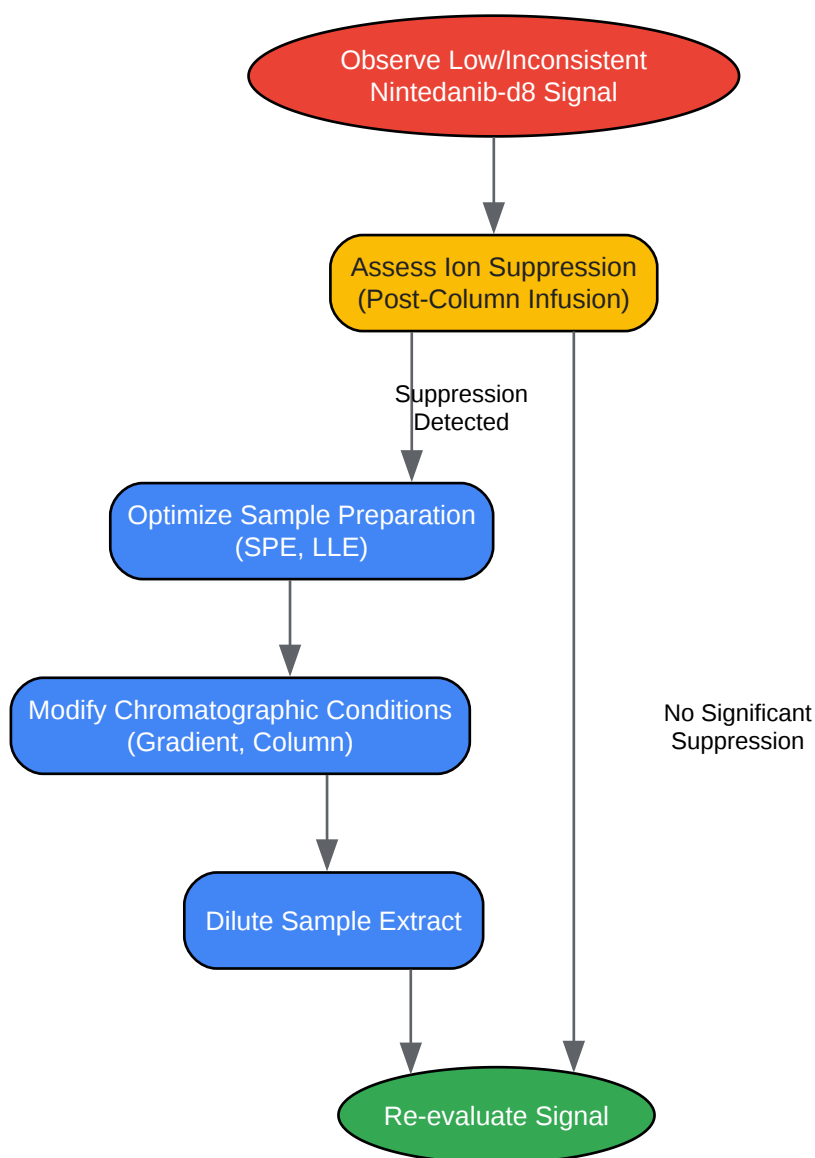 Observe Low/Inconsistent
Nintedanib-d8 Signal
Assess Ion Suppression
(Post-Column Infusion)
Suppression
Detected
Optimize Sample Preparation
(SPE, LLE)
Modify Chromatographic Conditions
(Gradient, Column)
No Significant
Suppression
Dilute Sample Extract
Re-evaluate Signal